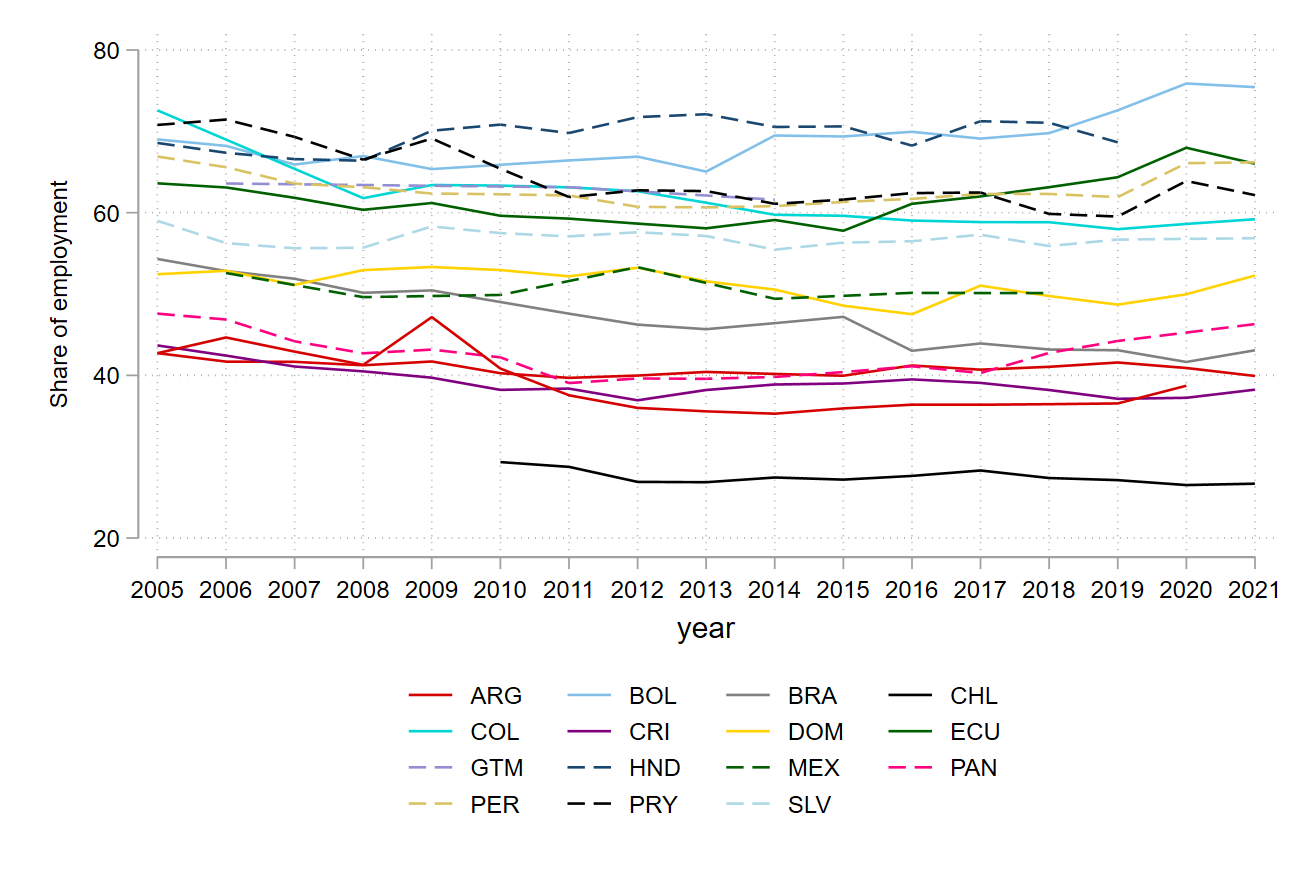 80
60
40
20
Share of employment
2005 2006 2007 2008 2009 2010 2011 2012 2013 2014 2015 2016 2017 2018 2019 2020 2021
year
ARG BOL BRA CHL
COL CRI DOM ECU
GTM HND MEX PAN
PER PRY SLV